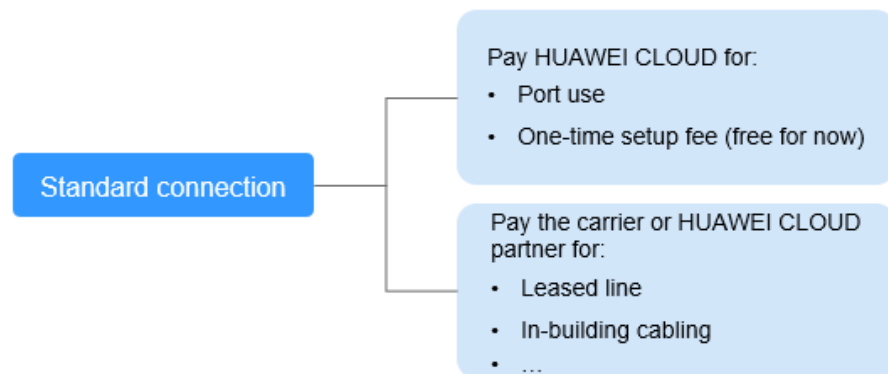 Pay HUAWEI CLOUD for:
• Port use
• One-time setup fee (free for now)
Standard connection
Pay the carrier or HUAWEI CLOUD
partner for:
• Leased line
• In-building cabling
• ...